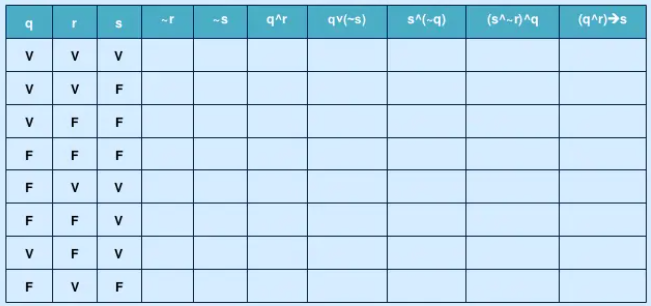 q r s ~r ~s q^r qv(~s) s^(~q) (s^~r)^q (q^r)→s
V V V
V V F
V F F
F F F
F V V
F F V
V F V
F V F